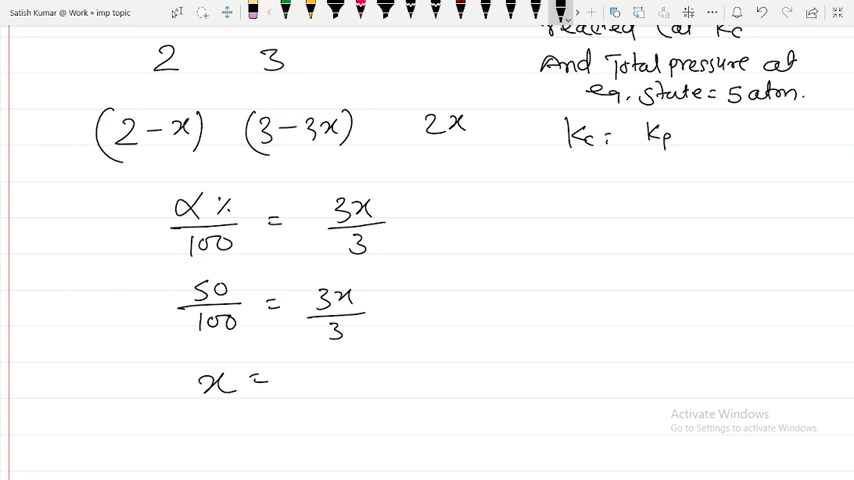 Satish Kumar @ Work » imp topic
2 3
And Total pressure at
eq. state = 5 atm.
(2 - x) (3 - 3x) 2x
Kc = Kp
α % / 100 = 3x / 3
50 / 100 = 3x / 3
x =
Activate Windows
Go to Settings to activate Windows.